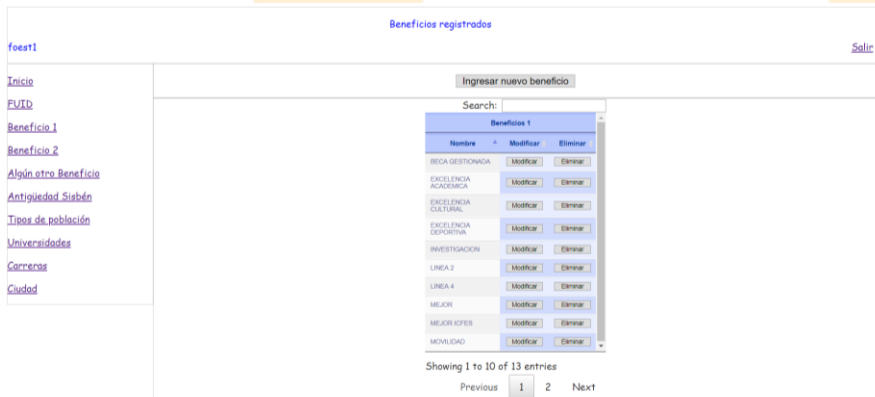 Beneficios registrados
foest1
Salir
Inicio
FUID
Beneficio 1
Beneficio 2
Algún otro Beneficio
Antigüedad Sisbén
Tipos de población
Universidades
Carreras
Ciudad
Ingresar nuevo beneficio
Search:
Beneficios 1
Nombre Modificar Eliminar
BECA GESTIONADA Modificar Eliminar
EXCELENCIA
ACADEMICA Modificar Eliminar
EXCELENCIA
CULTURAL Modificar Eliminar
EXCELENCIA
DEPORTIVA Modificar Eliminar
INVESTIGACION Modificar Eliminar
LINEA 2 Modificar Eliminar
LINEA 4 Modificar Eliminar
MEJOR Modificar Eliminar
MEJOR ICFES Modificar Eliminar
MOVILIDAD Modificar Eliminar
Showing 1 to 10 of 13 entries
Previous 1 2 Next